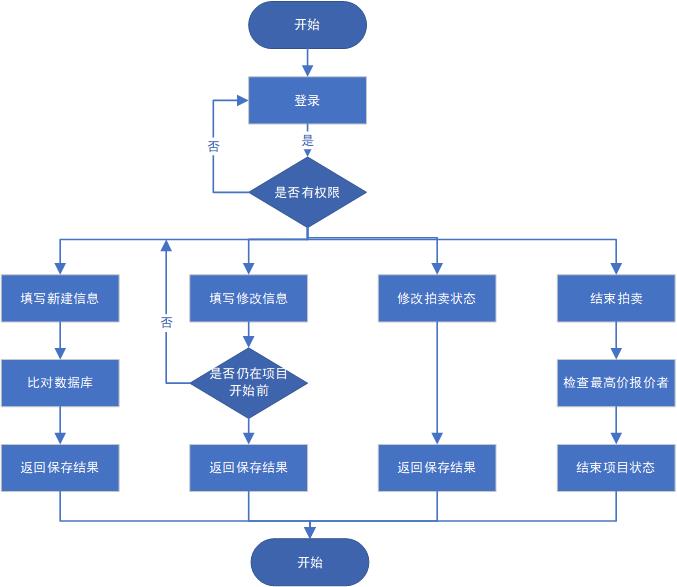 开始
登录
是
否
是否有权限
填写新建信息
填写修改信息
修改拍卖状态
结束拍卖
否
比对数据库
是否仍在项目
开始前
检查最高价报价者
返回保存结果
返回保存结果
返回保存结果
结束项目状态
开始